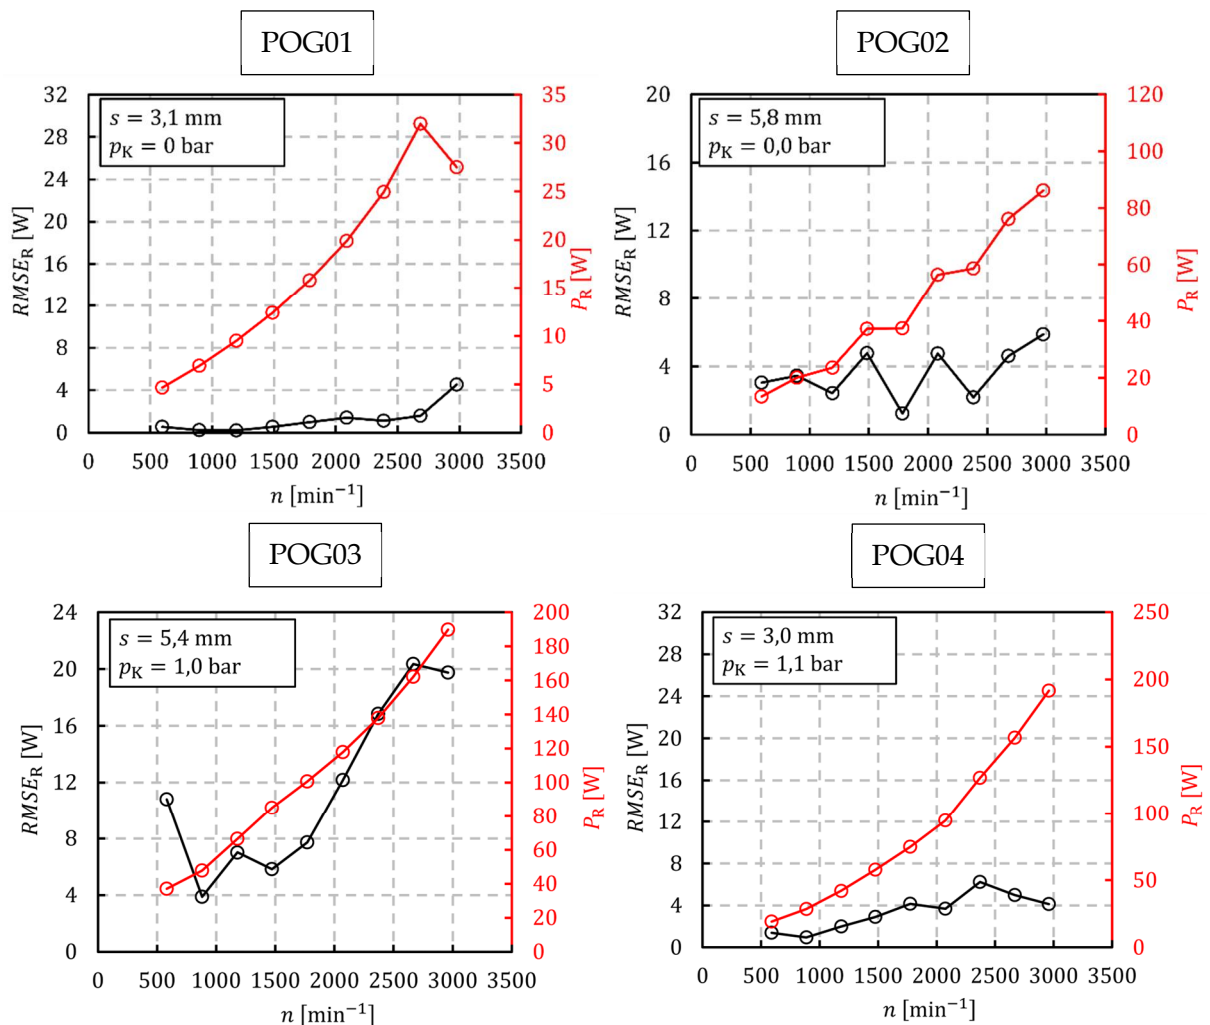 POG01
32
28
24
20
16
12
8
4
0
RMSE_R [W]
s = 3,1 mm
p_K = 0 bar
35
30
25
20
15
10
5
0
P_R [W]
0 500 1000 1500 2000 2500 3000 3500
n [min⁻¹]
POG02
20
16
12
8
4
0
RMSE_R [W]
s = 5,8 mm
p_K = 0,0 bar
120
100
80
60
40
20
0
P_R [W]
0 500 1000 1500 2000 2500 3000 3500
n [min⁻¹]
POG03
24
20
16
12
8
4
0
RMSE_R [W]
s = 5,4 mm
p_K = 1,0 bar
200
180
160
140
120
100
80
60
40
20
0
P_R [W]
0 500 1000 1500 2000 2500 3000 3500
n [min⁻¹]
POG04
32
28
24
20
16
12
8
4
0
RMSE_R [W]
s = 3,0 mm
p_K = 1,1 bar
250
200
150
100
50
0
P_R [W]
0 500 1000 1500 2000 2500 3000 3500
n [min⁻¹]